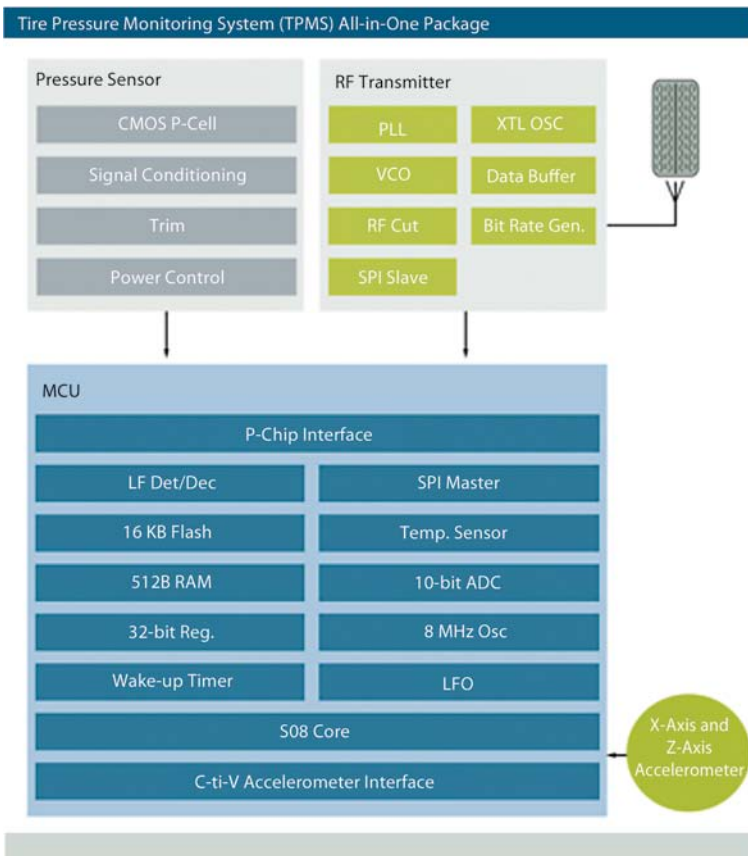 Tire Pressure Monitoring System (TPMS) All-in-One Package
Pressure Sensor
CMOS P-Cell
Signal Conditioning
Trim
Power Control
RF Transmitter
PLL
XTL OSC
VCO
Data Buffer
RF Cut
Bit Rate Gen.
SPI Slave
MCU
P-Chip Interface
LF Det/Dec
SPI Master
16 KB Flash
Temp. Sensor
512B RAM
10-bit ADC
32-bit Reg.
8 MHz Osc
Wake-up Timer
LFO
S08 Core
C-ti-V Accelerometer Interface
X-Axis and
Z-Axis
Accelerometer